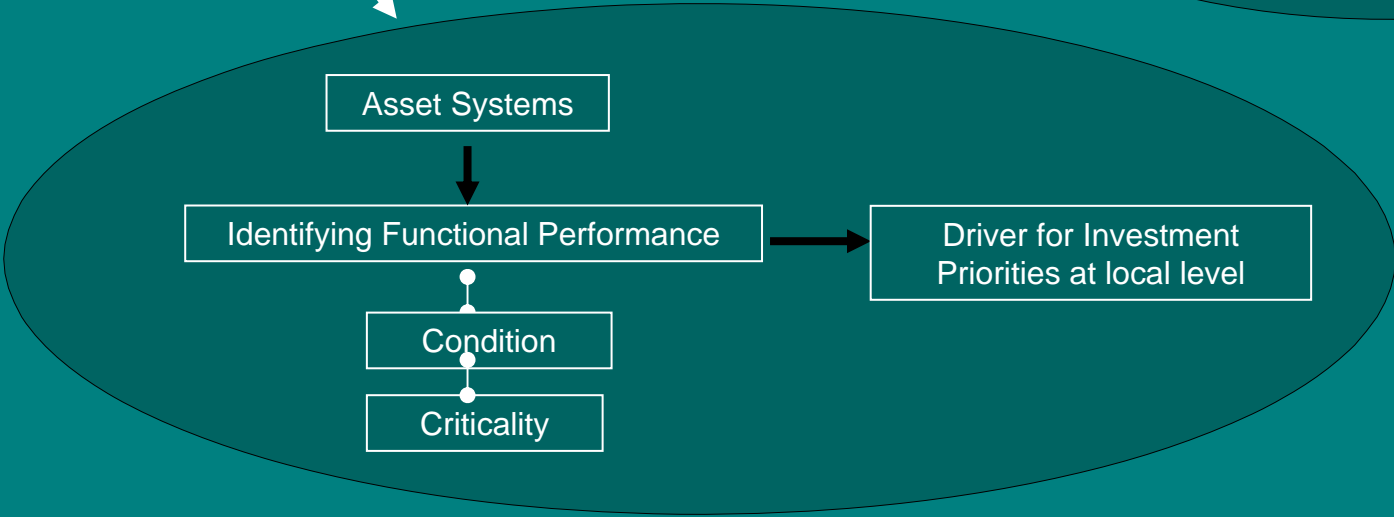 Asset Systems
Identifying Functional Performance
Driver for Investment
Priorities at local level
Condition
Criticality